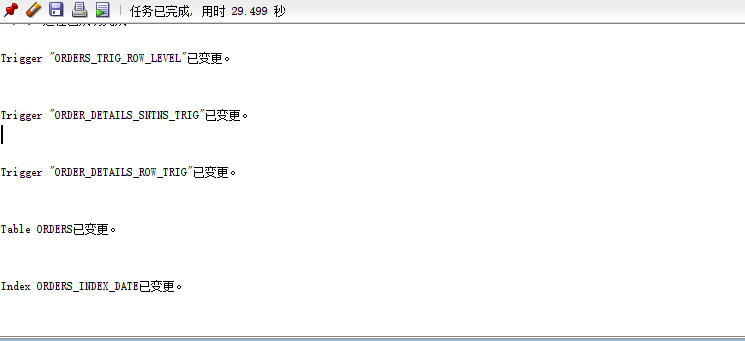 任务已完成, 用时 29.499 秒
Trigger "ORDERS_TRIG_ROW_LEVEL"已变更。
Trigger "ORDER_DETAILS_SNTNS_TRIG"已变更。
Trigger "ORDER_DETAILS_ROW_TRIG"已变更。
Table ORDERS已变更。
Index ORDERS_INDEX_DATE已变更。